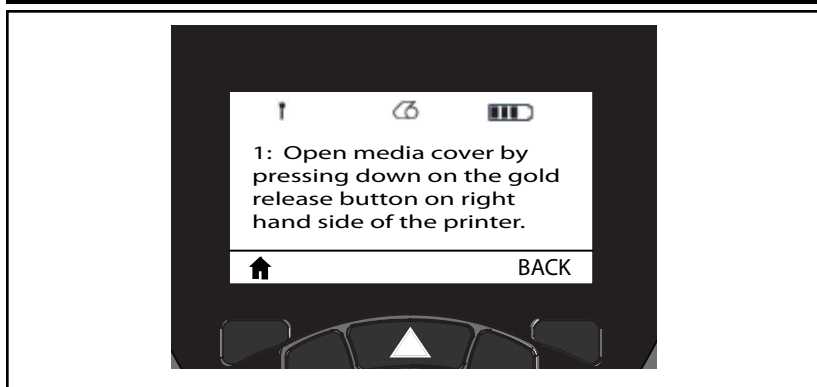 1: Open media cover by
pressing down on the gold
release button on right
hand side of the printer.
BACK